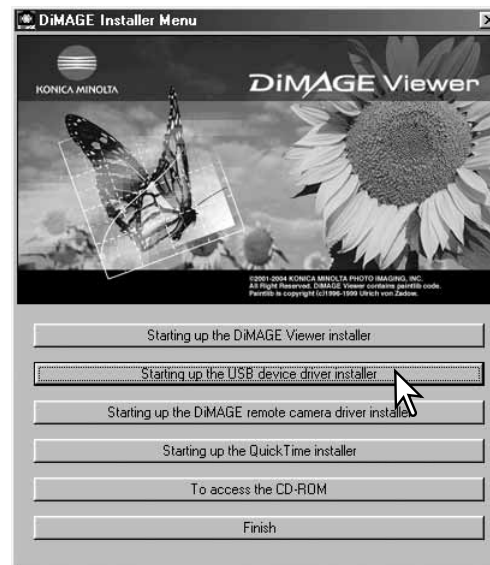 DiMAGE Installer Menu
KONICA MINOLTA
DiMAGE Viewer
©2001-2004 KONICA MINOLTA PHOTO IMAGING, INC.
All Right Reserved. DiMAGE Viewer contains paintlib code.
Paintlib is copyright (c)1996-1999 Ulrich von Zadow.
Starting up the DiMAGE Viewer installer
Starting up the USB device driver installer
Starting up the DiMAGE remote camera driver installer
Starting up the QuickTime installer
To access the CD-ROM
Finish